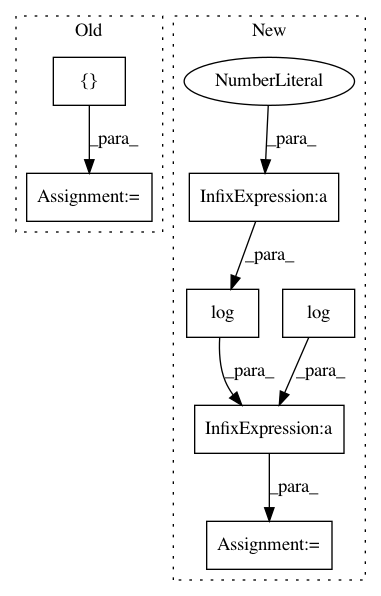 Old
New
{}
NumberLiteral
_para_
_para_
Assignment:=
InfixExpression:a
_para_
log
log
_para_
_para_
InfixExpression:a
_para_
Assignment:=